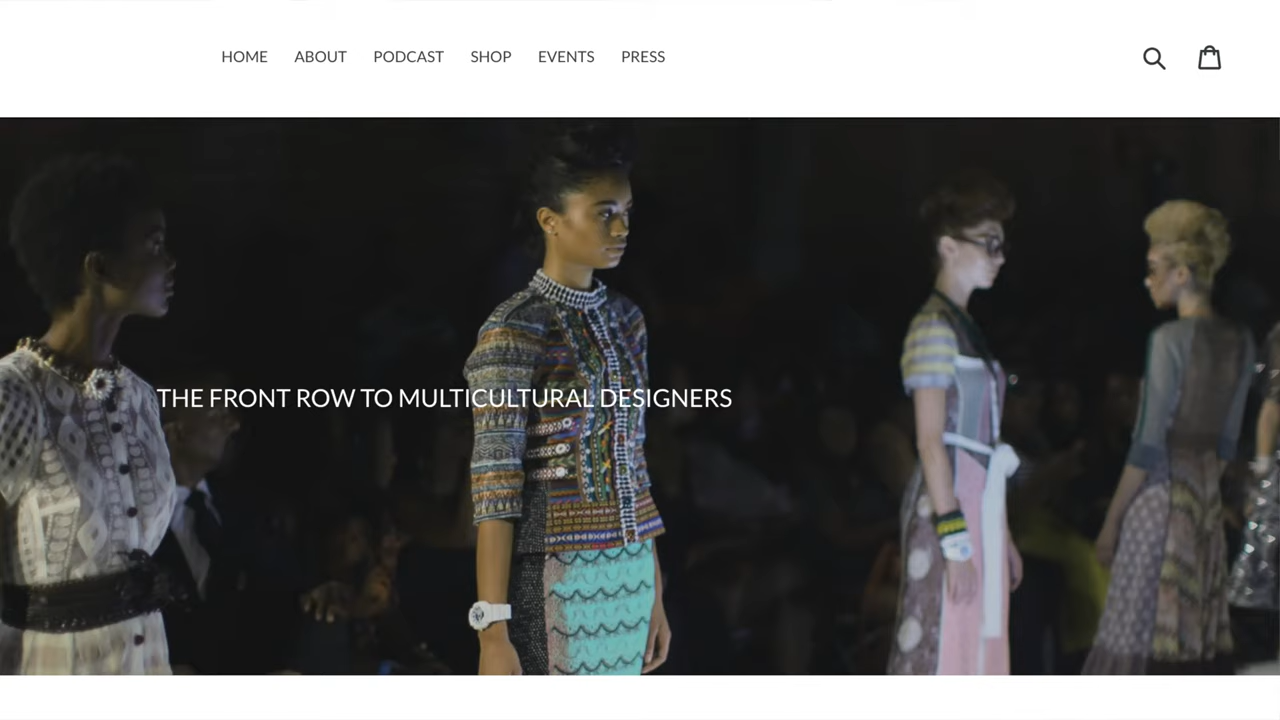 HOME ABOUT PODCAST SHOP EVENTS PRESS
THE FRONT ROW TO MULTICULTURAL DESIGNERS